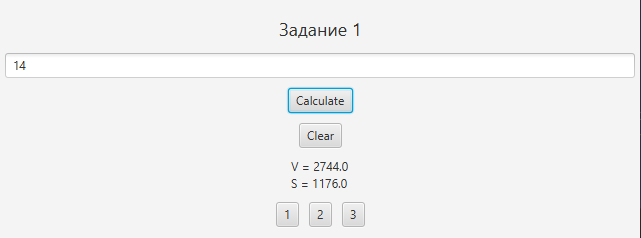 Задание 1
14
Calculate
Clear
V = 2744.0
S = 1176.0
1 2 3